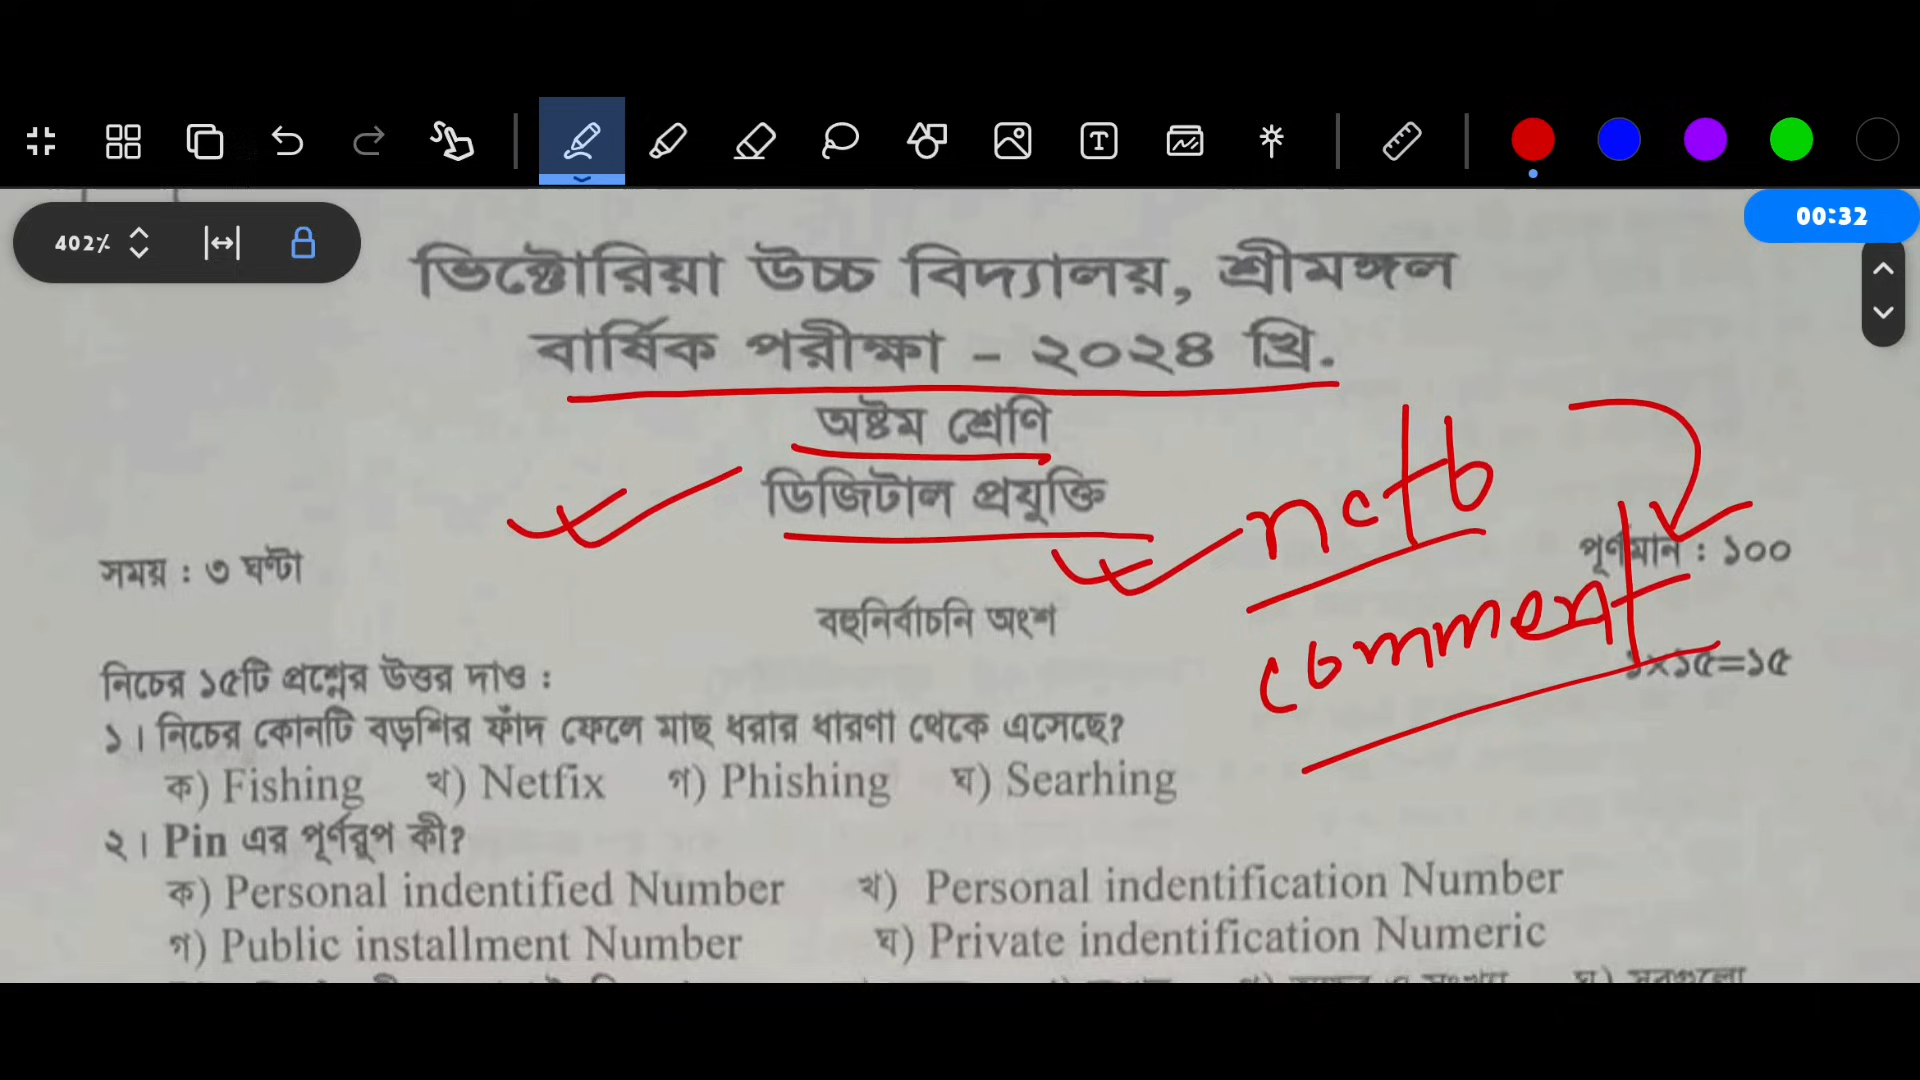 402%
00:32
ভিক্টোরিয়া উচ্চ বিদ্যালয়, শ্রীমঙ্গল
বার্ষিক পরীক্ষা – ২০২৪ খ্রি.
অষ্টম শ্রেণি
ডিজিটাল প্রযুক্তি
nctb
সময় : ৩ ঘণ্টা
পূর্ণমান : ১০০
comment
বহুনির্বাচনি অংশ
নিচের ১৫টি প্রশ্নের উত্তর দাও :
১×১৫=১৫
১। নিচের কোনটি বড়শির ফাঁদ ফেলে মাছ ধরার ধারণা থেকে এসেছে?
ক) Fishing খ) Netfix গ) Phishing ঘ) Searhing
২। Pin এর পূর্ণরুপ কী?
ক) Personal indentified Number খ) Personal indentification Number
গ) Public installment Number ঘ) Private indentification Numeric